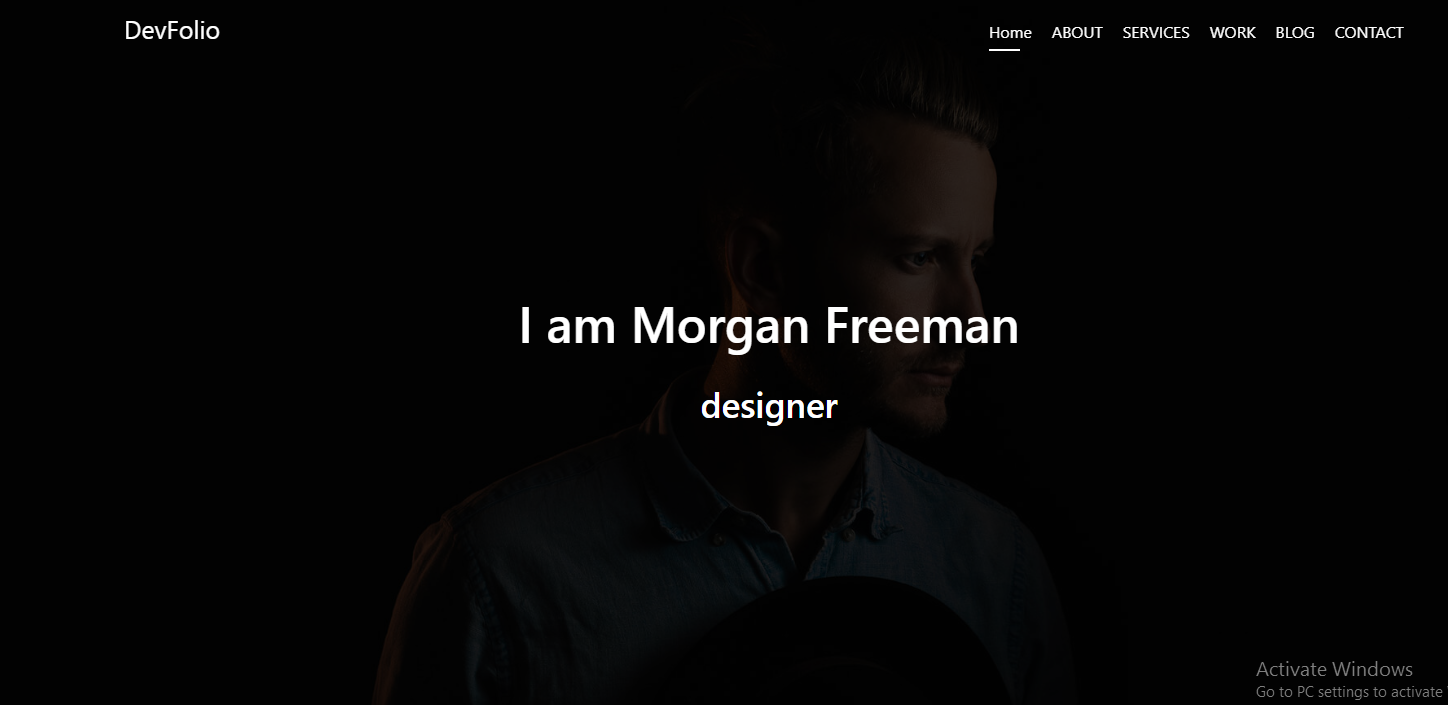 DevFolio
Home ABOUT SERVICES WORK BLOG CONTACT
I am Morgan Freeman
designer
Activate Windows
Go to PC settings to activate